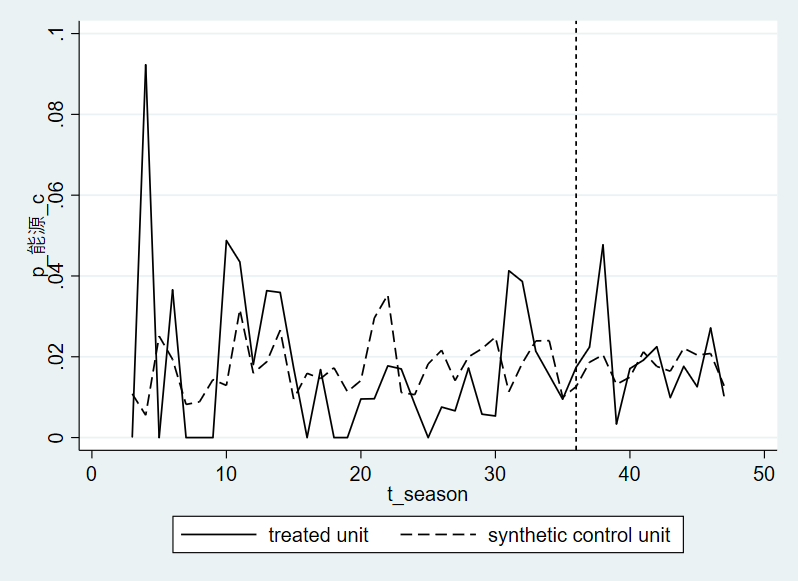 .1
.08
.06
.04
.02
0
p_能源_c
0 10 20 30 40 50
t_season
treated unit synthetic control unit